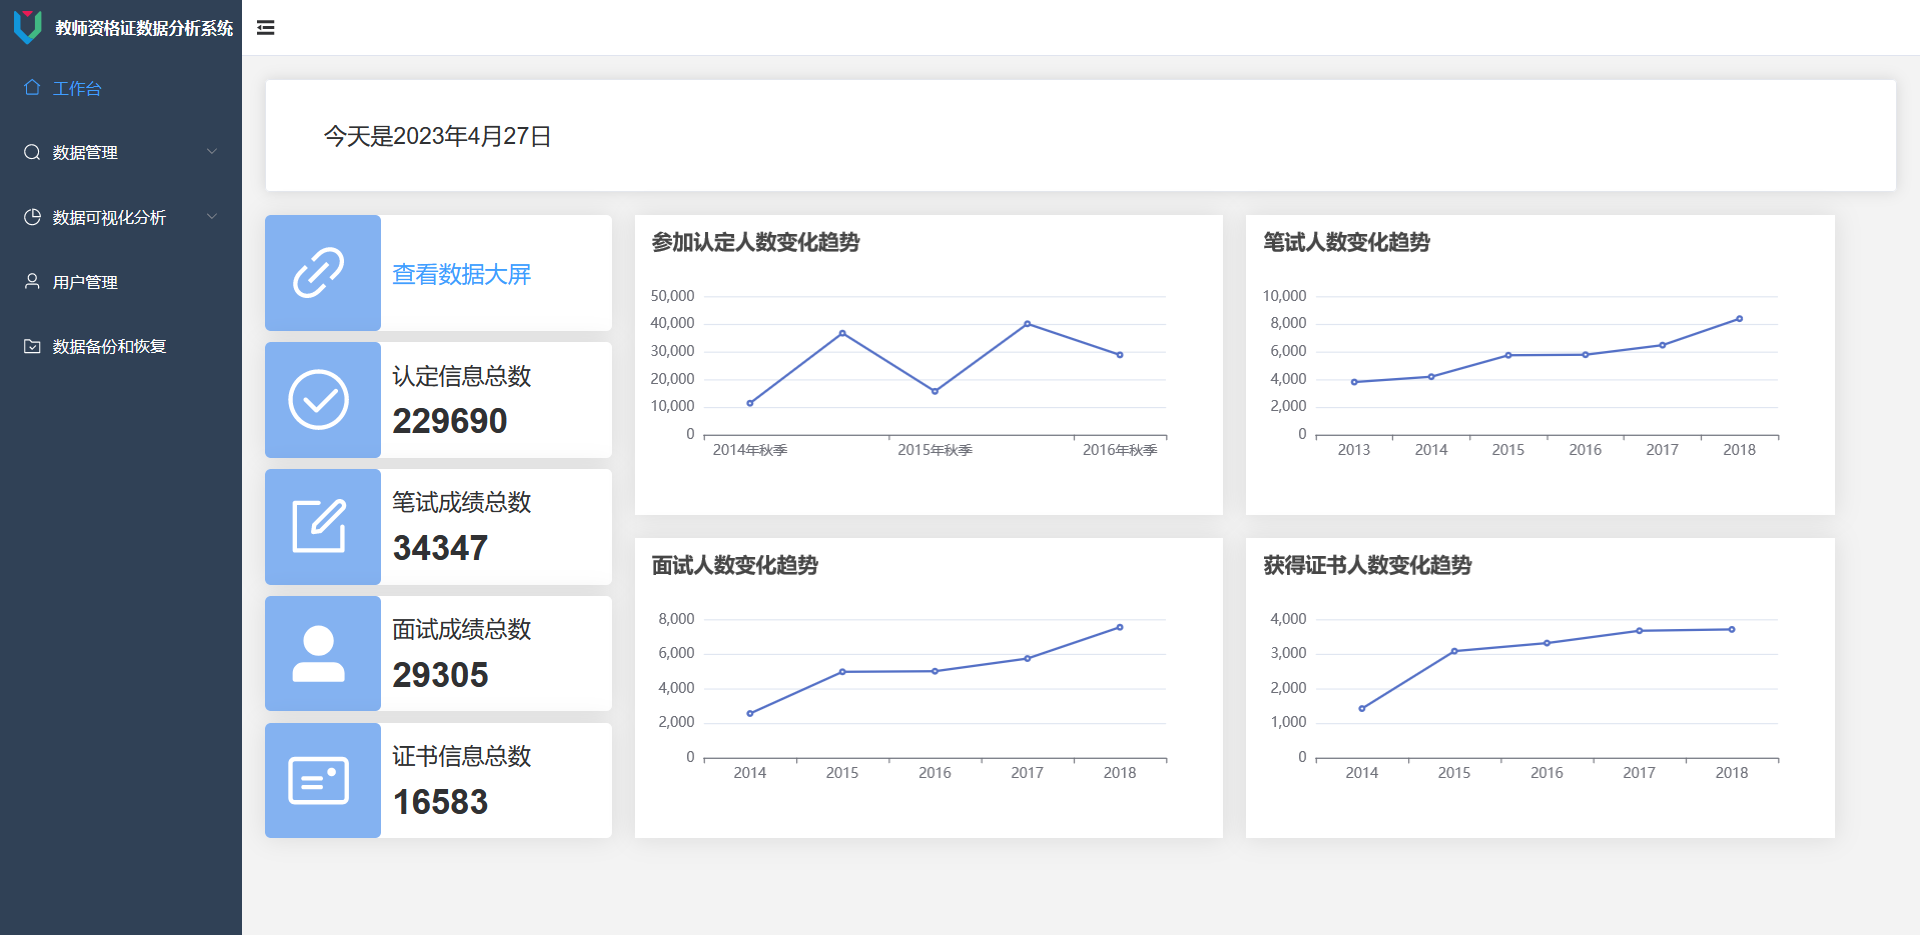 教师资格证数据分析系统
工作台
数据管理
数据可视化分析
用户管理
数据备份和恢复
今天是2023年4月27日
查看数据大屏
认定信息总数
229690
笔试成绩总数
34347
面试成绩总数
29305
证书信息总数
16583
参加认定人数变化趋势
50,000
40,000
30,000
20,000
10,000
0
2014年秋季 2015年秋季 2016年秋季
笔试人数变化趋势
10,000
8,000
6,000
4,000
2,000
0
2013 2014 2015 2016 2017 2018
面试人数变化趋势
8,000
6,000
4,000
2,000
0
2014 2015 2016 2017 2018
获得证书人数变化趋势
4,000
3,000
2,000
1,000
0
2014 2015 2016 2017 2018